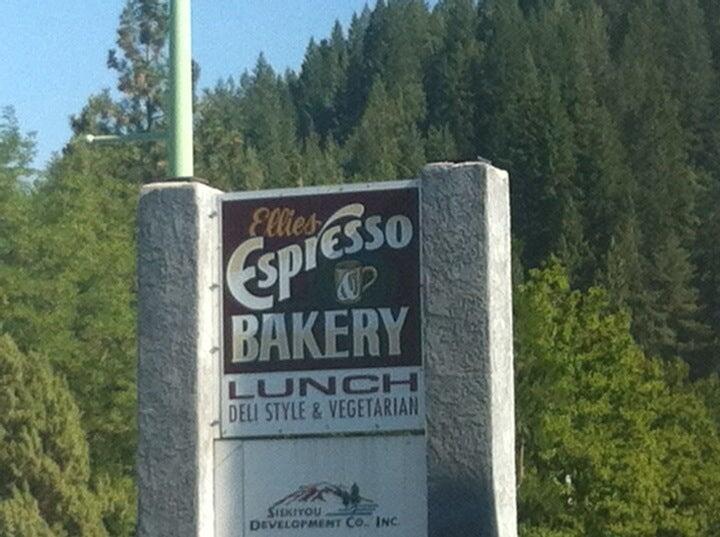 Ellies
Espresso
&
BAKERY
LUNCH
DELI STYLE & VEGETARIAN
SISKIYOU
DEVELOPMENT CO., INC.